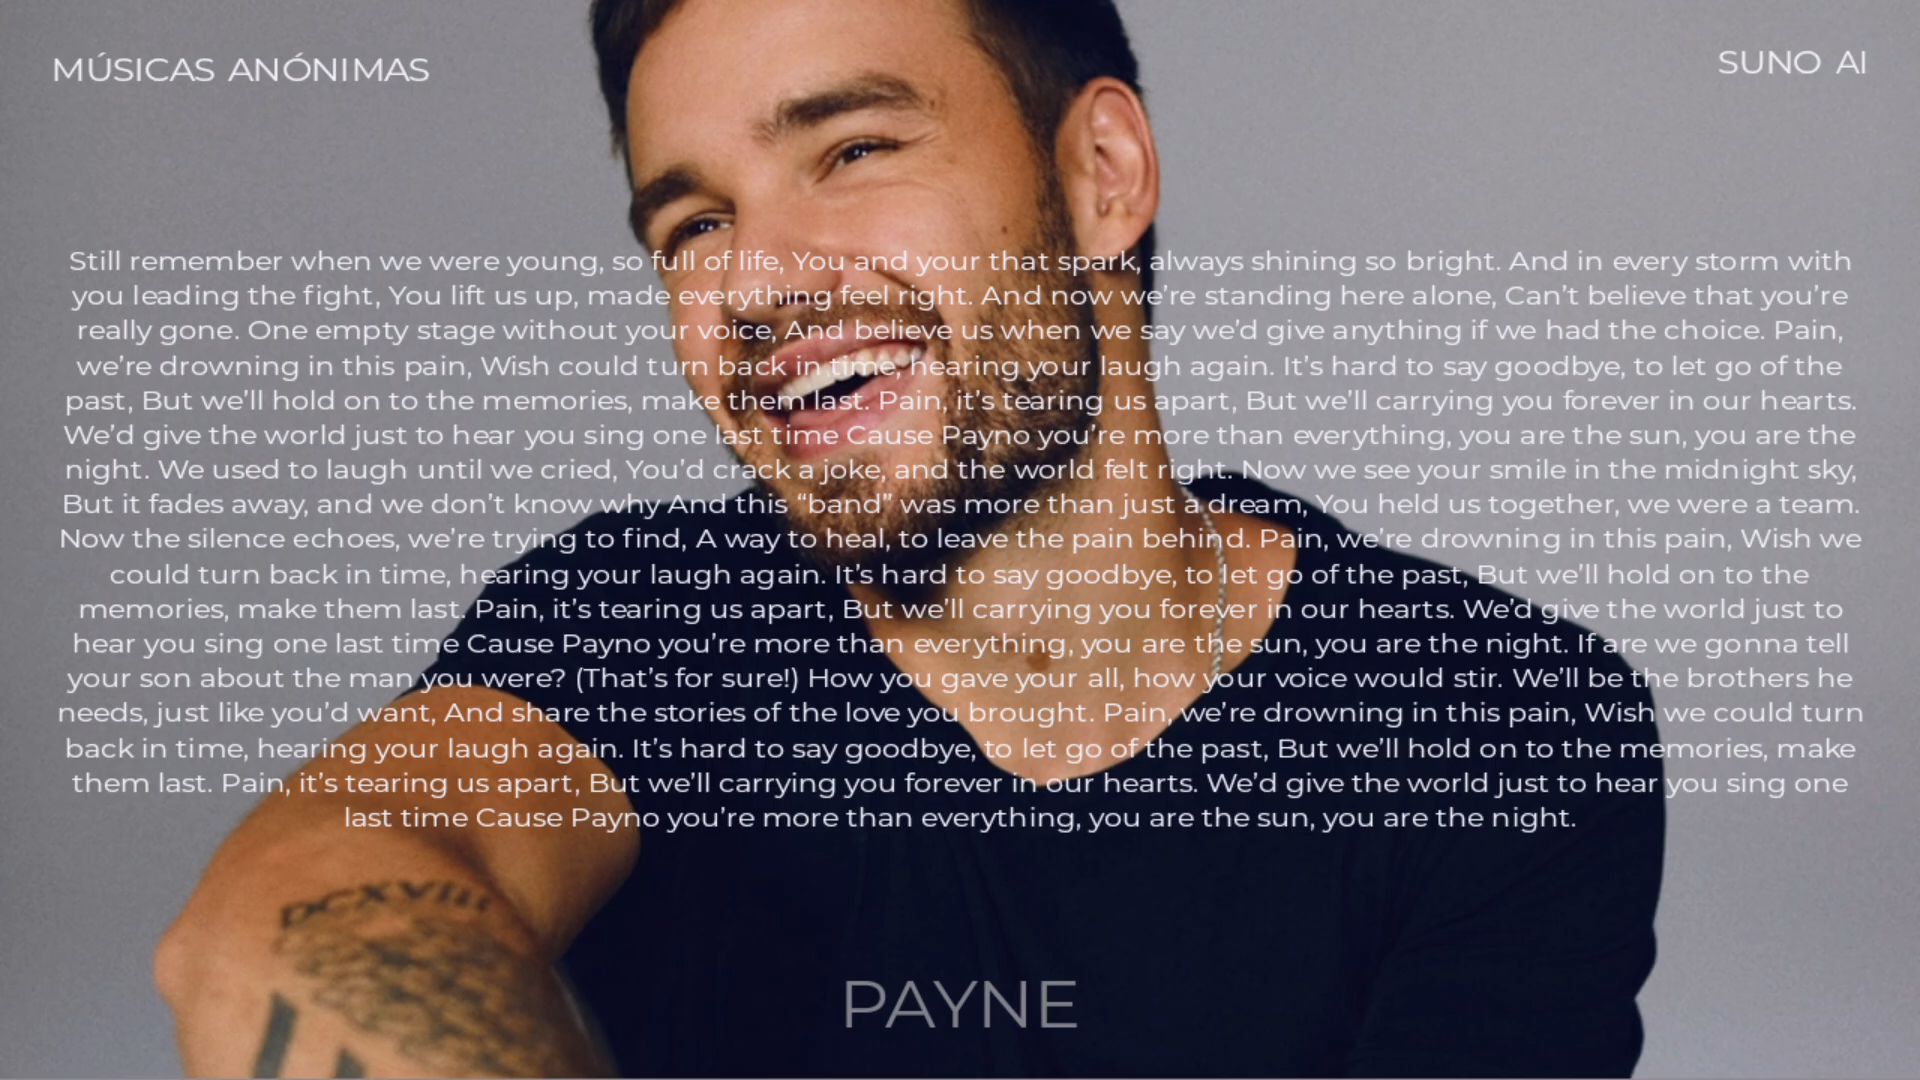 MÚSICAS ANÓNIMAS
SUNO AI
Still remember when we were young, so full of life, You and your that spark, always shining so bright. And in every storm with
you leading the fight, You lift us up, made everything feel right. And now we're standing here alone, Can't believe that you're
really gone. One empty stage without your voice, And believe us when we say we'd give anything if we had the choice. Pain,
we're drowning in this pain, Wish could turn back in time, hearing your laugh again. It's hard to say goodbye, to let go of the
past, But we'll hold on to the memories, make them last. Pain, it's tearing us apart, But we'll carrying you forever in our hearts.
We'd give the world just to hear you sing one last time Cause Payno you're more than everything, you are the sun, you are the
night. We used to laugh until we cried, You'd crack a joke, and the world felt right. Now we see your smile in the midnight sky,
But it fades away, and we don't know why And this “band” was more than just a dream, You held us together, we were a team.
Now the silence echoes, we're trying to find, A way to heal, to leave the pain behind. Pain, we're drowning in this pain, Wish we
could turn back in time, hearing your laugh again. It's hard to say goodbye, to let go of the past, But we'll hold on to the
memories, make them last. Pain, it's tearing us apart, But we'll carrying you forever in our hearts. We'd give the world just to
hear you sing one last time Cause Payno you're more than everything, you are the sun, you are the night. If are we gonna tell
your son about the man you were? (That's for sure!) How you gave your all, how your voice would stir. We'll be the brothers he
needs, just like you'd want, And share the stories of the love you brought. Pain, we're drowning in this pain, Wish we could turn
back in time, hearing your laugh again. It's hard to say goodbye, to let go of the past, But we'll hold on to the memories, make
them last. Pain, it's tearing us apart, But we'll carrying you forever in our hearts. We'd give the world just to hear you sing one
last time Cause Payno you're more than everything, you are the sun, you are the night.
DCXVIII
PAYNE